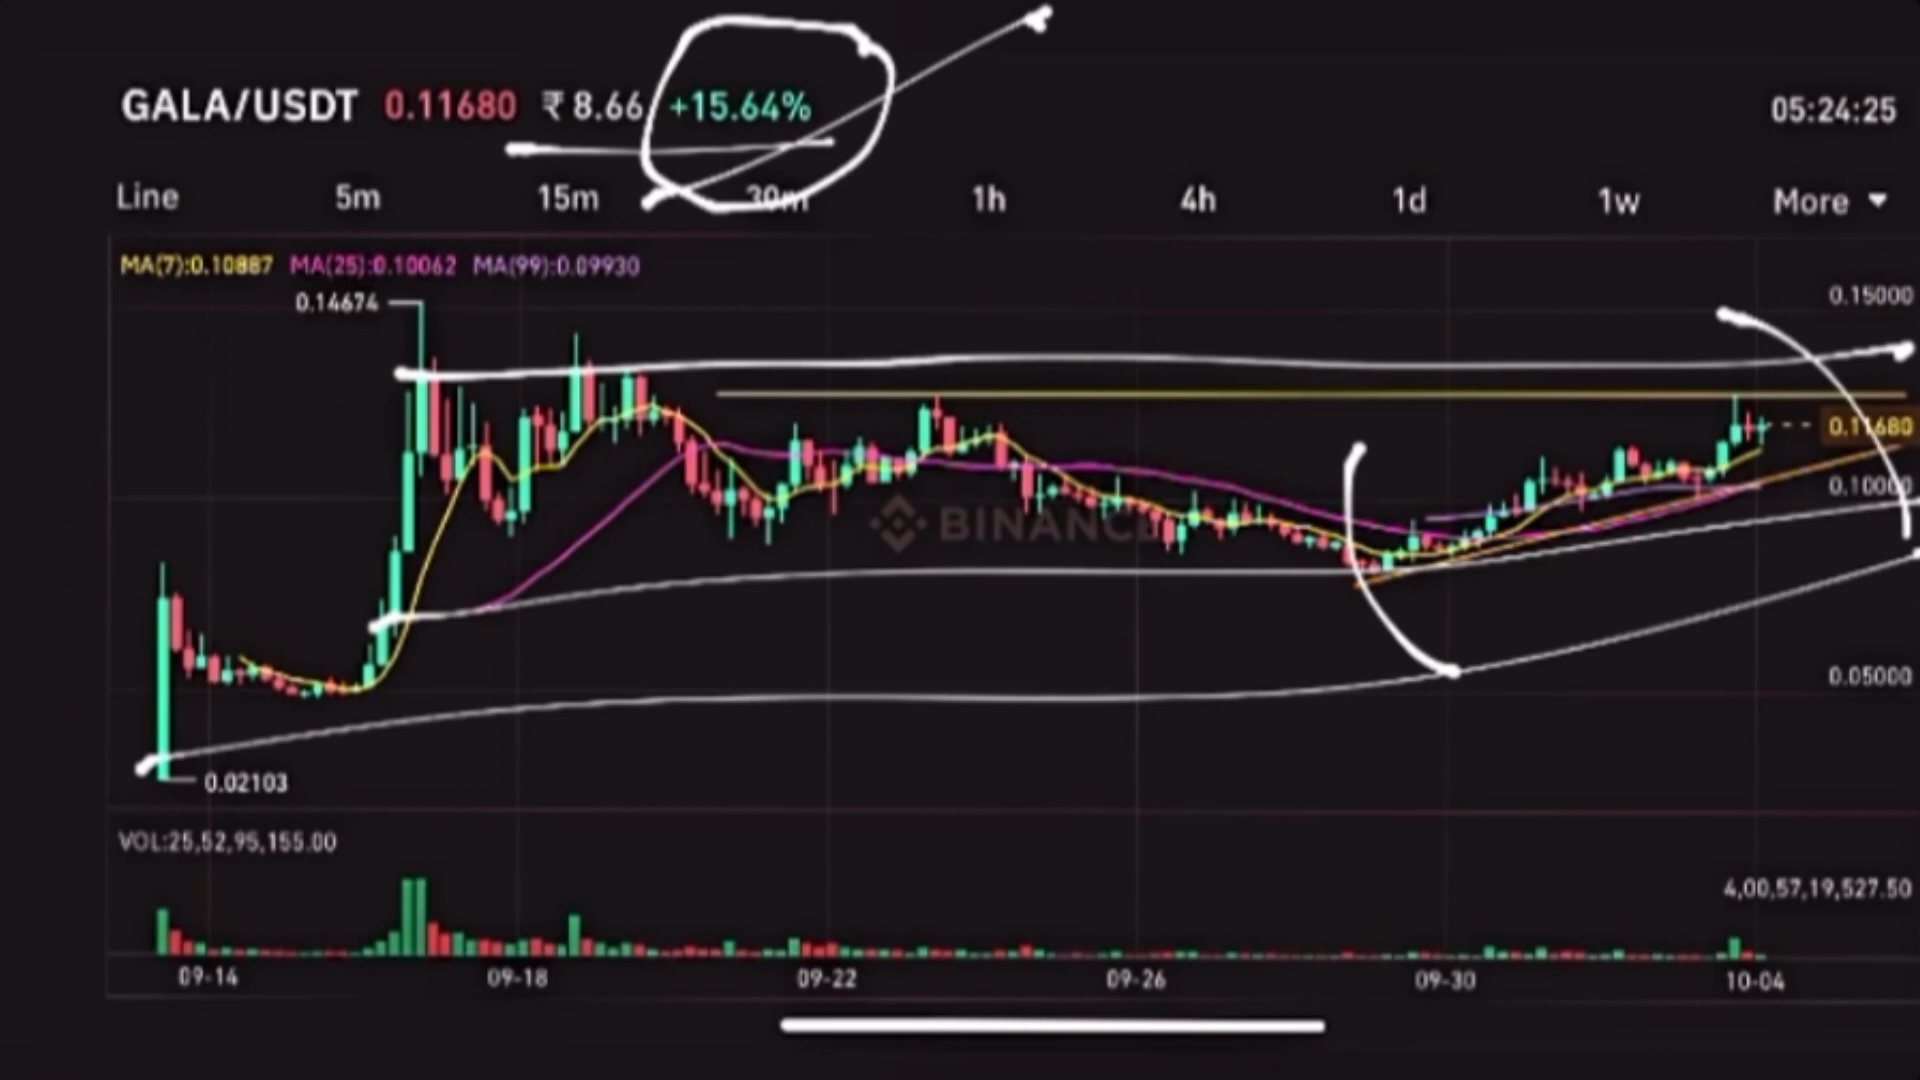 GALA/USDT 0.11680 ₹ 8.66 +15.64% 05:24:25
Line 5m 15m 30m 1h 4h 1d 1w More
MA(7):0.10887 MA(25):0.10062 MA(99):0.09930
0.14674
0.15000
0.11680
0.10000
BINANCE
0.05000
0.02103
VOL:25,52,95,155.00
4,00,57,19,527.50
09-14 09-18 09-22 09-26 09-30 10-04